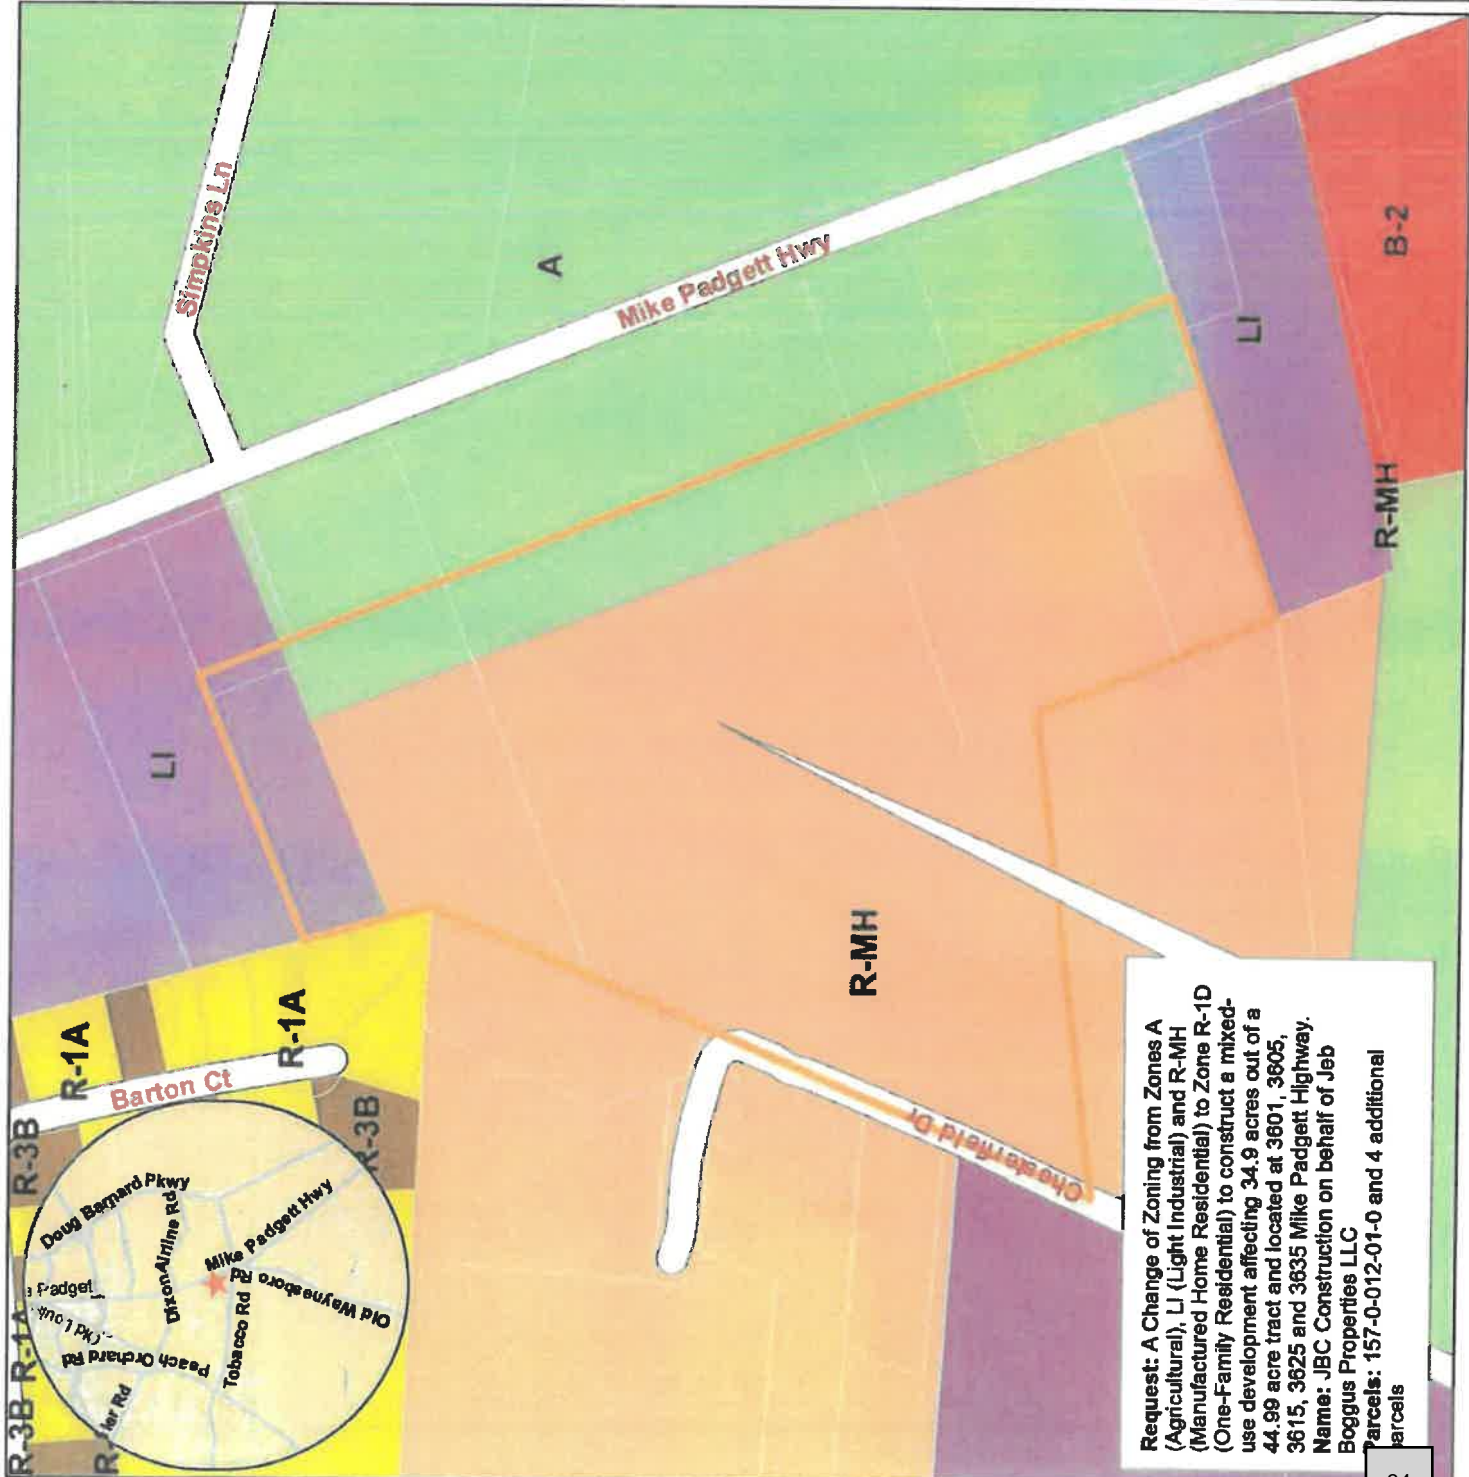 Simpkins Ln
A
Mike Padgett Hwy
LI
LI
B-2
R-MH
R-MH
R-1A
R-1A
Barton Ct
R-3B
R-3B
R-3B R-1A
Chesterfield Dr
Doug Barnard Pkwy
Dixon Airline Rd
Mike Padgett Hwy
Old Waynesboro Rd
Tobacco Rd
Peach Orchard Rd
Padget
ler Rd
Request: A Change of Zoning from Zones A
(Agricultural), LI (Light Industrial) and R-MH
(Manufactured Home Residential) to Zone R-1D
(One-Family Residential) to construct a mixed-
use development affecting 34.9 acres out of a
44.99 acre tract and located at 3601, 3605,
3615, 3625 and 3635 Mike Padgett Highway.
Name: JBC Construction on behalf of Jeb
Boggus Properties LLC
Parcels: 157-0-012-01-0 and 4 additional
parcels